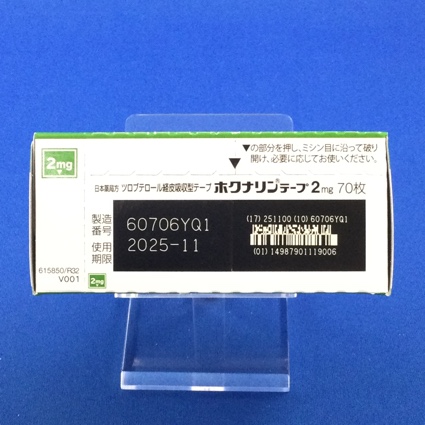 2mg
▼の部分を押し、ミシン目に沿って破り
開け、必要に応じてお使いください。
日本薬局方 ツロブテロール経皮吸収型テープ ホクナリン®テープ2mg 70枚
製造番号 60706YQ1
使用期限 2025-11
(17) 251100 (10) 60706YQ1
(01) 14987901119006
615850/R32
V001
2mg